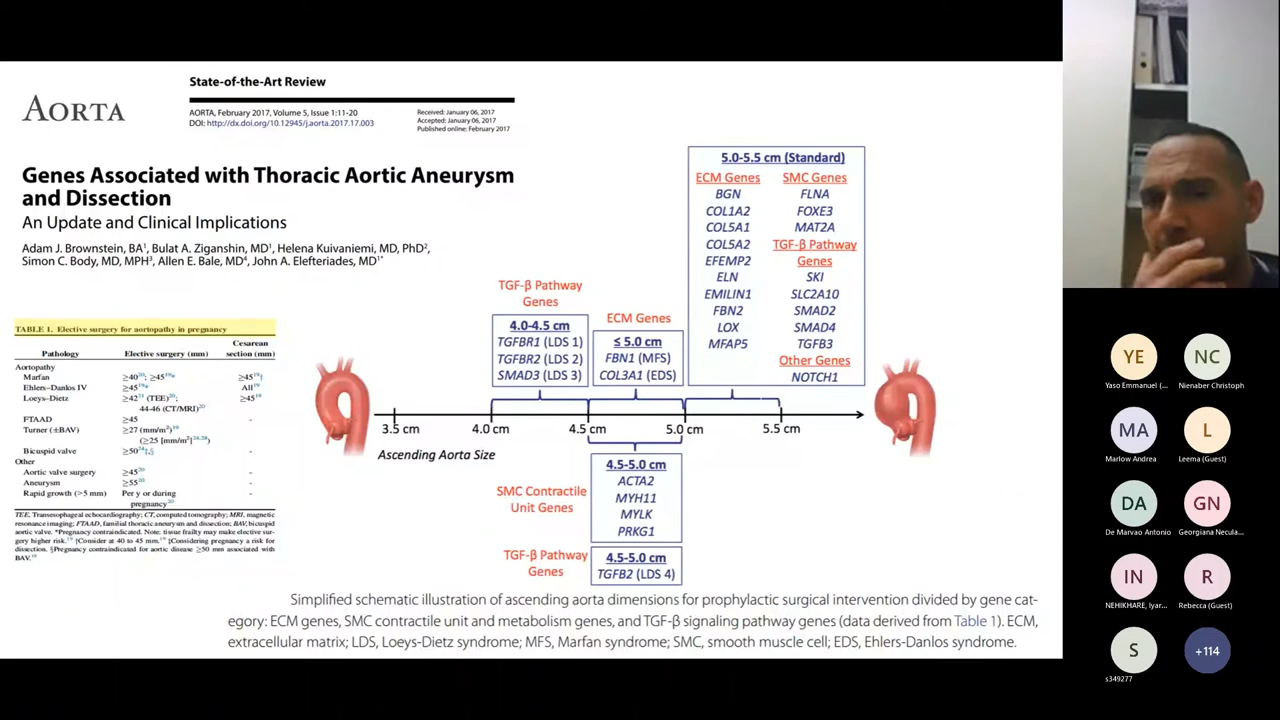 AORTA
State-of-the-Art Review
AORTA, February 2017, Volume 5, Issue 1:11-20
DOI: http://dx.doi.org/10.12945/j.aorta.2017.17.003
Received: January 06, 2017
Accepted: January 06, 2017
Published online: February 2017
Genes Associated with Thoracic Aortic Aneurysm
and Dissection
An Update and Clinical Implications
Adam J. Brownstein, BA¹, Bulat A. Ziganshin, MD¹, Helena Kuivaniemi, MD, PhD²,
Simon C. Body, MD, MPH³, Allen E. Bale, MD⁴, John A. Elefteriades, MD¹*
TABLE 1. Elective surgery for aortopathy in pregnancy
Cesarean
Pathology Elective surgery (mm) section (mm)
Aortopathy
Marfan ≥40²⁰; ≥45¹⁹* ≥45¹⁹†
Ehlers–Danlos IV ≥45¹⁹* All¹⁹
Loeys–Dietz ≥42²¹ (TEE)²⁰; ≥45¹⁹
44-46 (CT/MRI)²⁰
FTAAD ≥45 -
Turner (±BAV) ≥27 (mm/m²)¹⁹ -
(≥25 [mm/m²]
Bicuspid valve ≥50 -
Other
Aortic valve surgery ≥45²⁰ -
Aneurysm ≥55²⁰ -
Rapid growth (>5 mm) Per y or during -
pregnancy²⁰
TEE, Transesophageal echocardiography; CT, computed tomography; MRI, magnetic
resonance imaging; FTAAD, familial thoracic aneurysm and dissection; BAV, bicuspid
aortic valve. *Pregnancy contraindicated. Note: tissue frailty may make elective sur-
gery higher risk.¹⁹ †Consider at 40 to 45 mm.¹⁹ ‡Considering pregnancy a risk for
dissection. §Pregnancy contraindicated for aortic disease ≥50 mm associated with
BAV.¹⁹
5.0-5.5 cm (Standard)
ECM Genes SMC Genes
BGN FLNA
COL1A2 FOXE3
COL5A1 MAT2A
COL5A2 TGF-β Pathway
EFEMP2 Genes
ELN SKI
EMILIN1 SLC2A10
FBN2 SMAD2
LOX SMAD4
MFAP5 TGFB3
Other Genes
NOTCH1
TGF-β Pathway
Genes
4.0-4.5 cm
TGFBR1 (LDS 1)
TGFBR2 (LDS 2)
SMAD3 (LDS 3)
ECM Genes
≤ 5.0 cm
FBN1 (MFS)
COL3A1 (EDS)
3.5 cm 4.0 cm 4.5 cm 5.0 cm 5.5 cm
Ascending Aorta Size
SMC Contractile
Unit Genes
4.5-5.0 cm
ACTA2
MYH11
MYLK
PRKG1
TGF-β Pathway
Genes
4.5-5.0 cm
TGFB2 (LDS 4)
Simplified schematic illustration of ascending aorta dimensions for prophylactic surgical intervention divided by gene cat-
egory: ECM genes, SMC contractile unit and metabolism genes, and TGF-β signaling pathway genes (data derived from Table 1). ECM,
extracellular matrix; LDS, Loeys-Dietz syndrome; MFS, Marfan syndrome; SMC, smooth muscle cell; EDS, Ehlers-Danlos syndrome.
YE NC
Yaso Emmanuel (... Nienaber Christoph
MA L
Marlow Andrea Leema (Guest)
DA GN
De Marvao Antonio Georgiana Necula...
IN R
NEHIKHARE, Iyar... Rebecca (Guest)
S +114
s349277